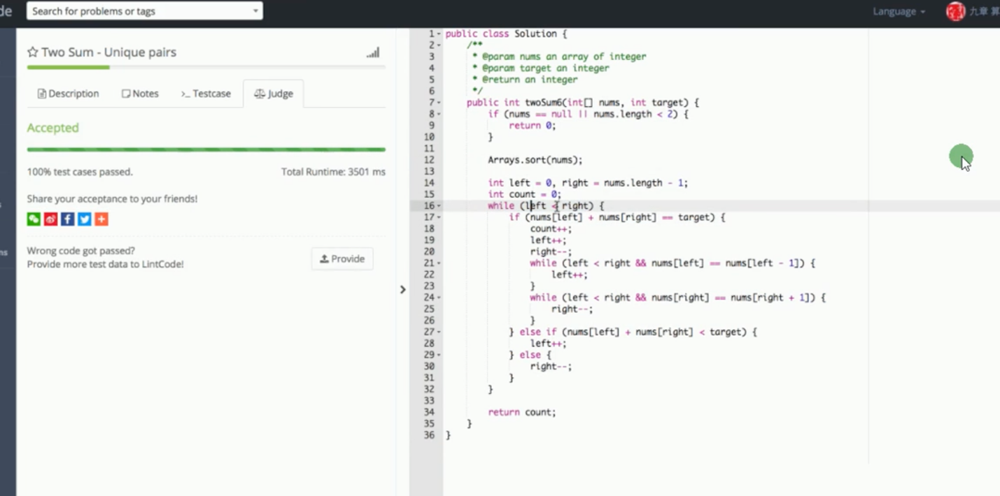 de
Search for problems or tags
Language
九章 算
Two Sum - Unique pairs
Description
Notes
>_ Testcase
Judge
Accepted
100% test cases passed.
Total Runtime: 3501 ms
Share your acceptance to your friends!
Wrong code got passed?
Provide more test data to LintCode!
Provide
ms
1 public class Solution {
2 /**
3 * @param nums an array of integer
4 * @param target an integer
5 * @return an integer
6 */
7 public int twoSum6(int[] nums, int target) {
8 if (nums == null || nums.length < 2) {
9 return 0;
10 }
11
12 Arrays.sort(nums);
13
14 int left = 0, right = nums.length - 1;
15 int count = 0;
16 while (left < right) {
17 if (nums[left] + nums[right] == target) {
18 count++;
19 left++;
20 right--;
21 while (left < right && nums[left] == nums[left - 1]) {
22 left++;
23 }
24 while (left < right && nums[right] == nums[right + 1]) {
25 right--;
26 }
27 } else if (nums[left] + nums[right] < target) {
28 left++;
29 } else {
30 right--;
31 }
32 }
33
34 return count;
35 }
36 }